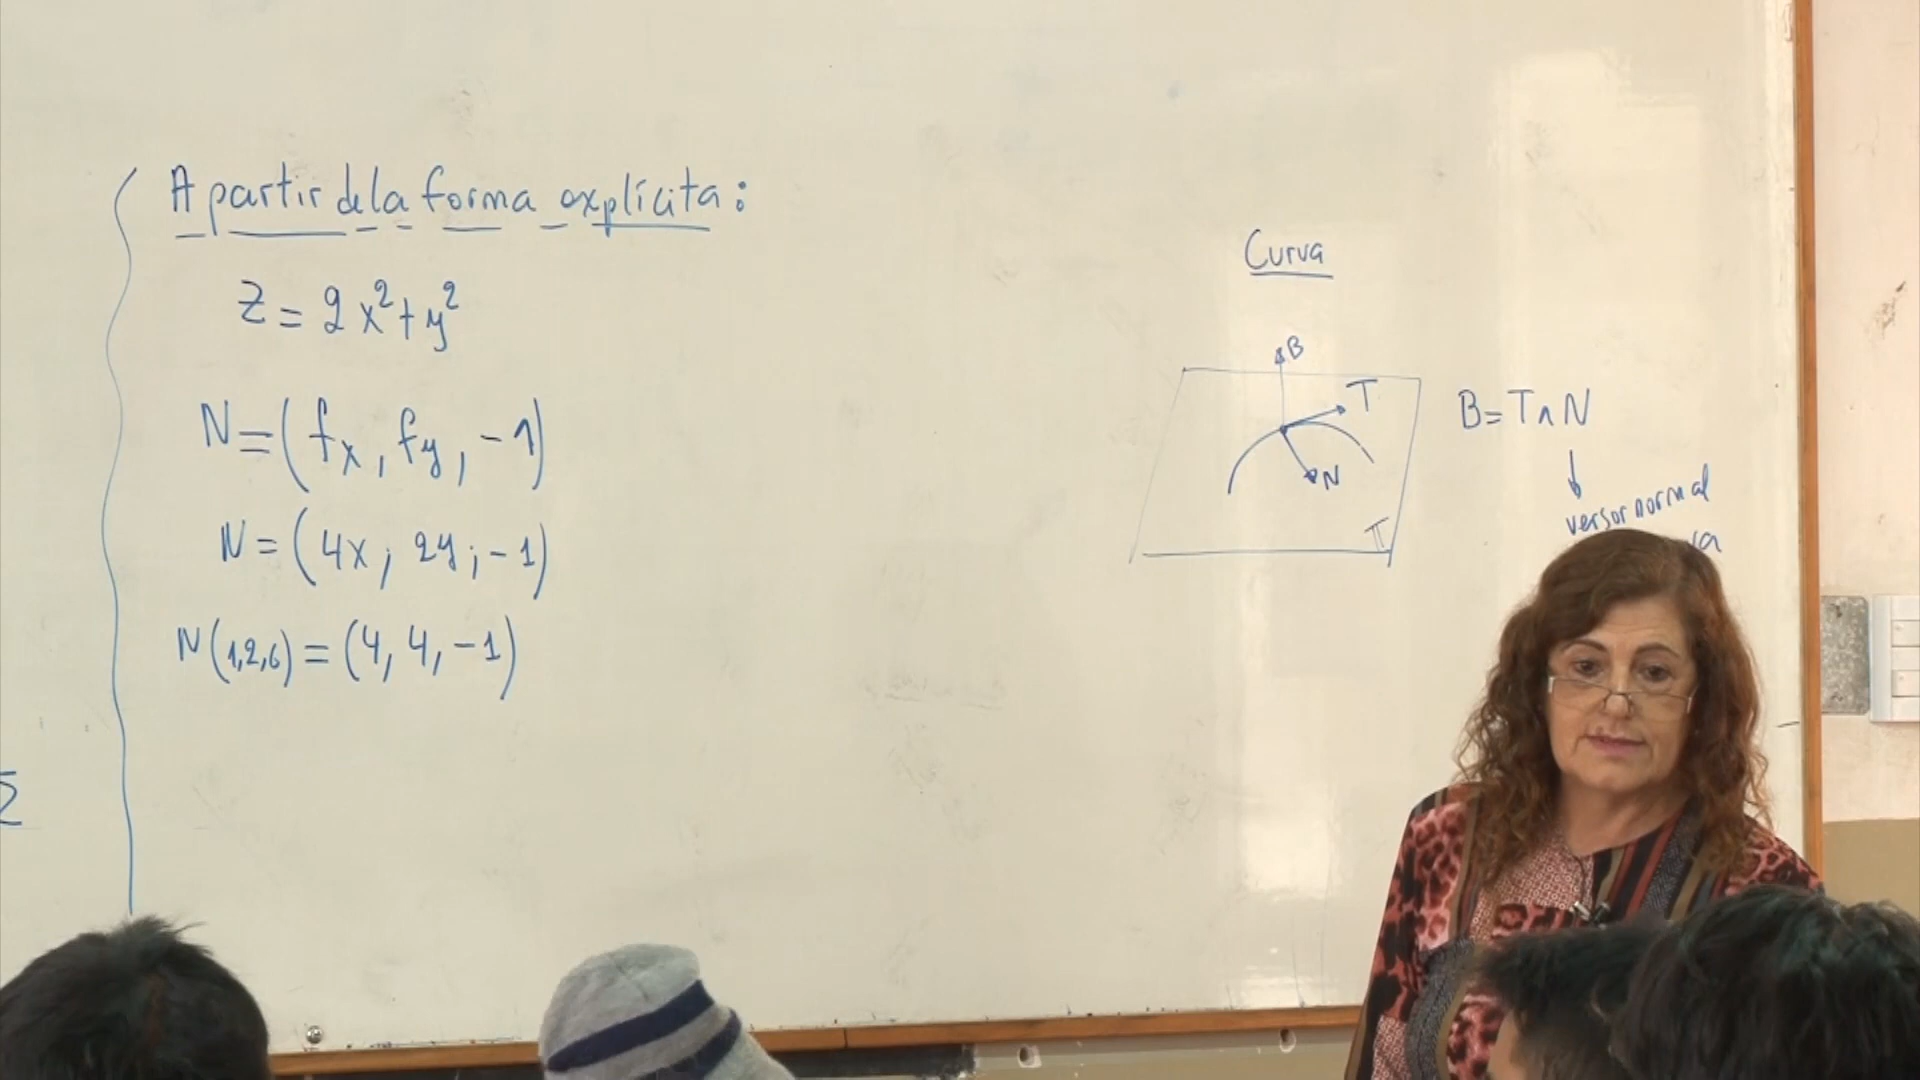 A partir de la forma explícita:
Z = 2x² + y²
N = (fx, fy, -1)
N = (4x; 2y; -1)
N(1,2,6) = (4, 4, -1)
Curva
B
T
N
π
B = T ∧ N
↓
versor normal
2